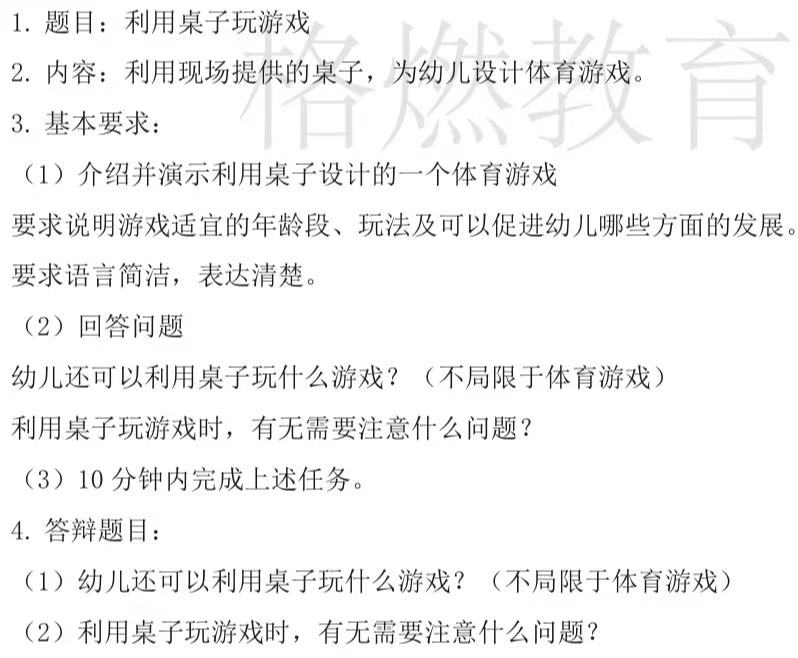 格燃教育
1. 题目：利用桌子玩游戏
2. 内容：利用现场提供的桌子，为幼儿设计体育游戏。
3. 基本要求：
（1）介绍并演示利用桌子设计的一个体育游戏
要求说明游戏适宜的年龄段、玩法及可以促进幼儿哪些方面的发展。
要求语言简洁，表达清楚。
（2）回答问题
幼儿还可以利用桌子玩什么游戏？（不局限于体育游戏）
利用桌子玩游戏时，有无需要注意什么问题？
（3）10 分钟内完成上述任务。
4. 答辩题目：
（1）幼儿还可以利用桌子玩什么游戏？（不局限于体育游戏）
（2）利用桌子玩游戏时，有无需要注意什么问题？